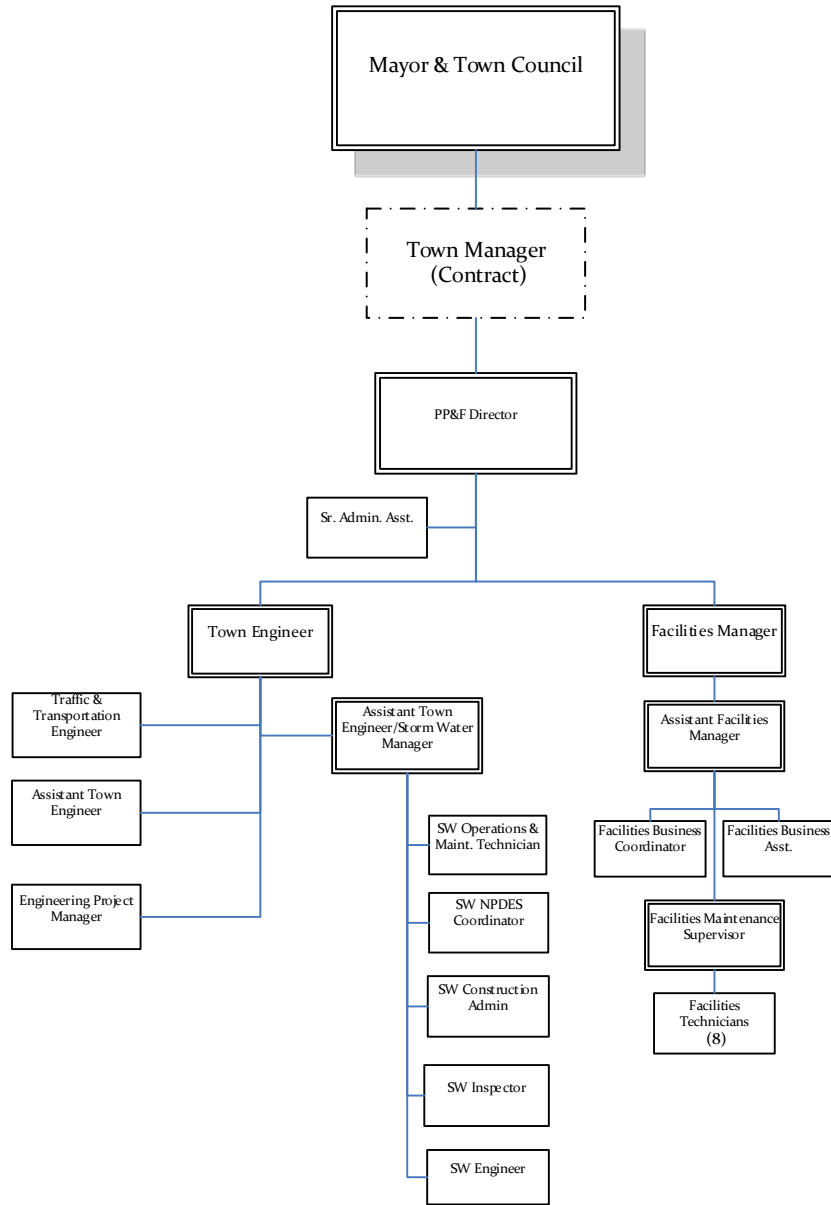 Mayor & Town Council
Town Manager
(Contract)
PP&F Director
Sr. Admin. Asst.
Town Engineer
Facilities Manager
Traffic &
Transportation
Engineer
Assistant Town
Engineer/Storm Water
Manager
Assistant Facilities
Manager
Assistant Town
Engineer
SW Operations &
Maint. Technician
Facilities Business
Coordinator
Facilities Business
Asst.
Engineering Project
Manager
SW NPDES
Coordinator
Facilities Maintenance
Supervisor
SW Construction
Admin
Facilities
Technicians
(8)
SW Inspector
SW Engineer